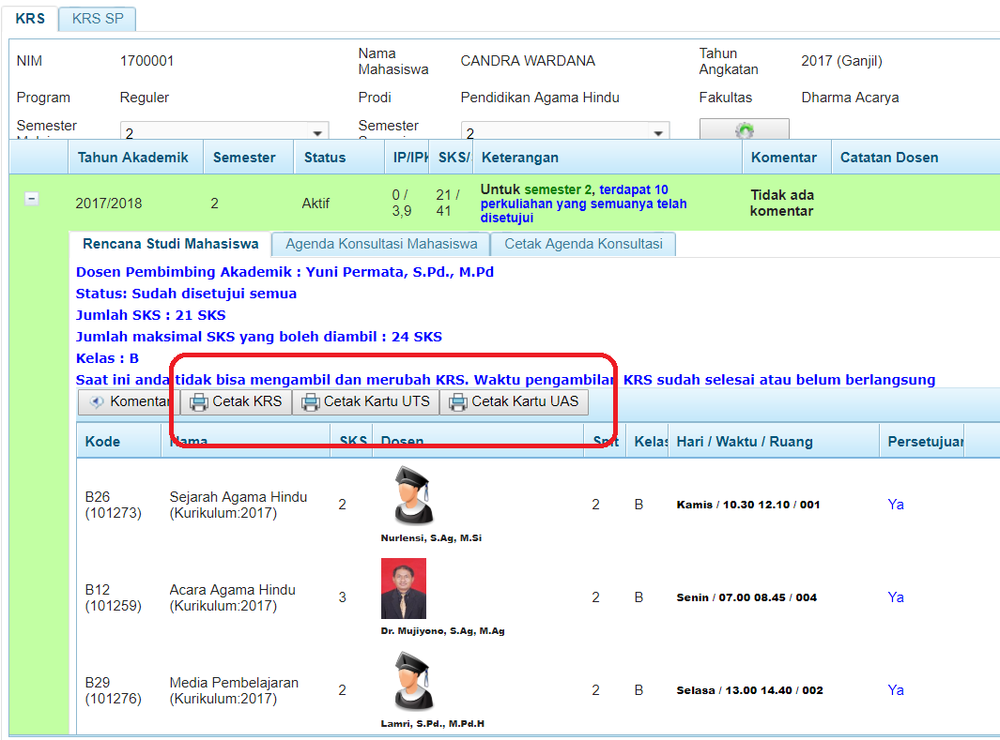 KRS KRS SP
NIM 1700001 Nama Mahasiswa CANDRA WARDANA Tahun Angkatan 2017 (Ganjil)
Program Reguler Prodi Pendidikan Agama Hindu Fakultas Dharma Acarya
Semester 2 Semester 2
Tahun Akademik Semester Status IP/IPK SKS/ Keterangan Komentar Catatan Dosen
2017/2018 2 Aktif 0 / 3,9 21 / 41 Untuk semester 2, terdapat 10 perkuliahan yang semuanya telah disetujui Tidak ada komentar
Rencana Studi Mahasiswa Agenda Konsultasi Mahasiswa Cetak Agenda Konsultasi
Dosen Pembimbing Akademik : Yuni Permata, S.Pd., M.Pd
Status: Sudah disetujui semua
Jumlah SKS : 21 SKS
Jumlah maksimal SKS yang boleh diambil : 24 SKS
Kelas : B
Saat ini anda tidak bisa mengambil dan merubah KRS. Waktu pengambilan KRS sudah selesai atau belum berlangsung
Komentar Cetak KRS Cetak Kartu UTS Cetak Kartu UAS
Kode Nama SKS Dosen Smt Kelas Hari / Waktu / Ruang Persetujuan
B26 (101273) Sejarah Agama Hindu (Kurikulum:2017) 2 Nurlensi, S.Ag, M.Si 2 B Kamis / 10.30 12.10 / 001 Ya
B12 (101259) Acara Agama Hindu (Kurikulum:2017) 3 Dr. Mujiyono, S.Ag, M.Ag 2 B Senin / 07.00 08.45 / 004 Ya
B29 (101276) Media Pembelajaran (Kurikulum:2017) 2 Lamri, S.Pd., M.Pd.H 2 B Selasa / 13.00 14.40 / 002 Ya